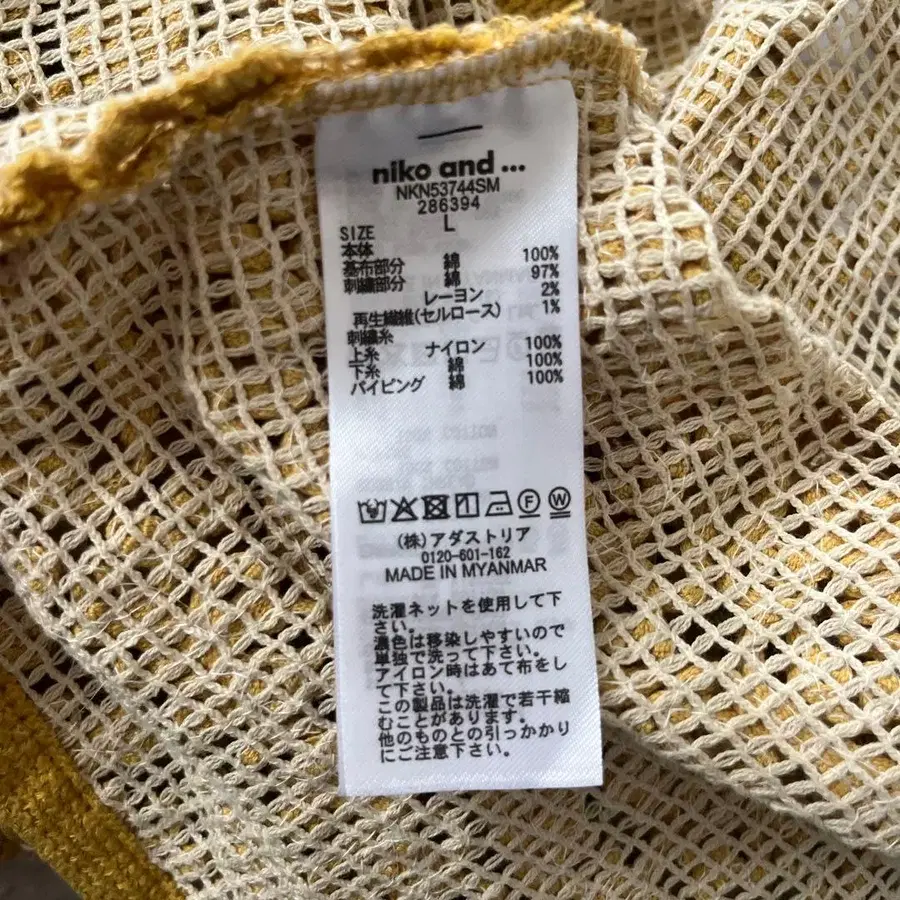 niko and ...
NKN53744SM
286394
SIZE L
本体
基布部分 綿 100%
刺繍部分 綿 97%
レーヨン 2%
再生繊維(セルロース) 1%
刺繍糸
上糸 ナイロン 100%
下糸 綿 100%
パイピング 綿 100%
F W
(株)アダストリア
0120-601-162
MADE IN MYANMAR
洗濯ネットを使用して下
さい。
濃色は移染しやすいので
単独で洗って下さい。
アイロン時はあて布をし
て下さい。
この製品は洗濯で若干縮
むことがあります。
他のものとの引っかかり
にご注意下さい。